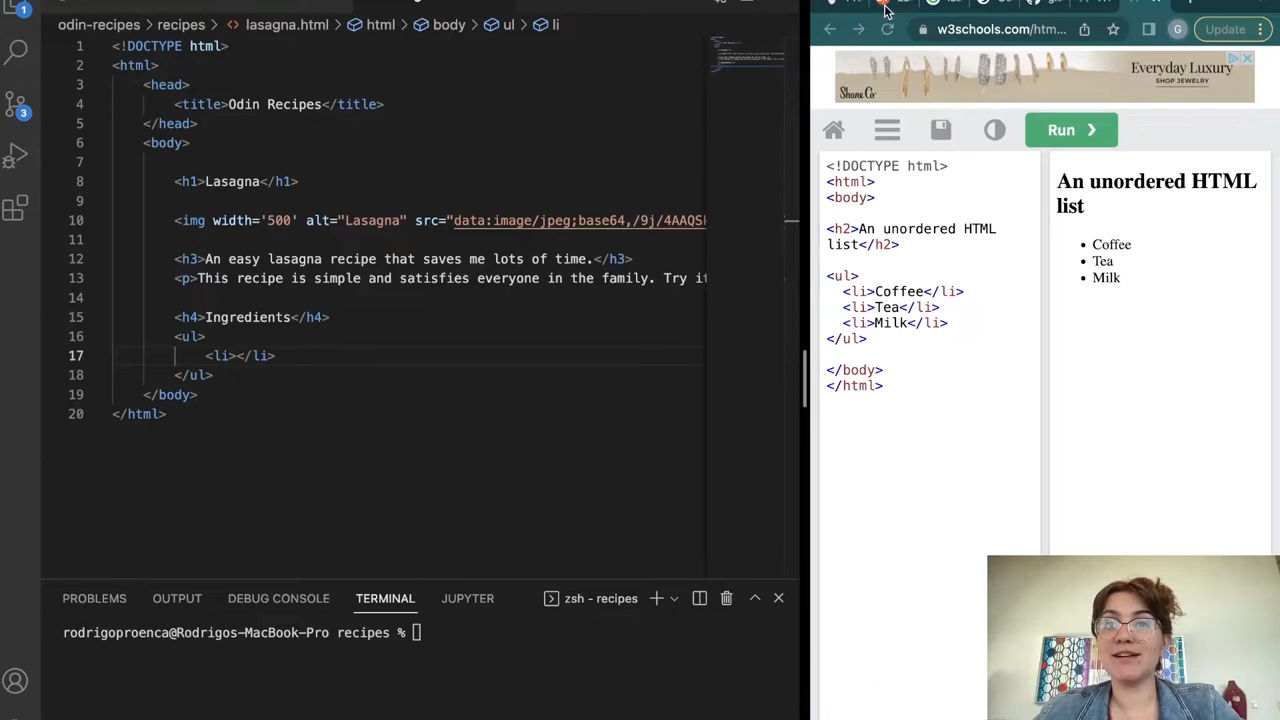 1
odin-recipes recipes <> lasagna.html html body ul li
1 <!DOCTYPE html>
2 <html>
3 <head>
4 <title>Odin Recipes</title>
5 </head>
6 <body>
7
8 <h1>Lasagna</h1>
9
10 <img width='500' alt="Lasagna" src="data:image/jpeg;base64,/9j/4AAQSk
11
12 <h3>An easy lasagna recipe that saves me lots of time.</h3>
13 <p>This recipe is simple and satisfies everyone in the family. Try it
14
15 <h4>Ingredients</h4>
16
17 <li></li>
18 </ul>
19 </body>
20 </html>
3
PROBLEMS OUTPUT DEBUG CONSOLE TERMINAL JUPYTER zsh - recipes
rodrigoproenca@Rodrigos-MacBook-Pro recipes %
w3schools.com/htm... G Update
Shane Co
Everyday Luxury
SHOP JEWELRY
Run ❯
<!DOCTYPE html>
<html>
<body>
<h2>An unordered HTML
list</h2>
<ul>
<li>Coffee</li>
<li>Tea</li>
<li>Milk</li>
</ul>
</body>
</html>
An unordered HTML
list
• Coffee
• Tea
• Milk